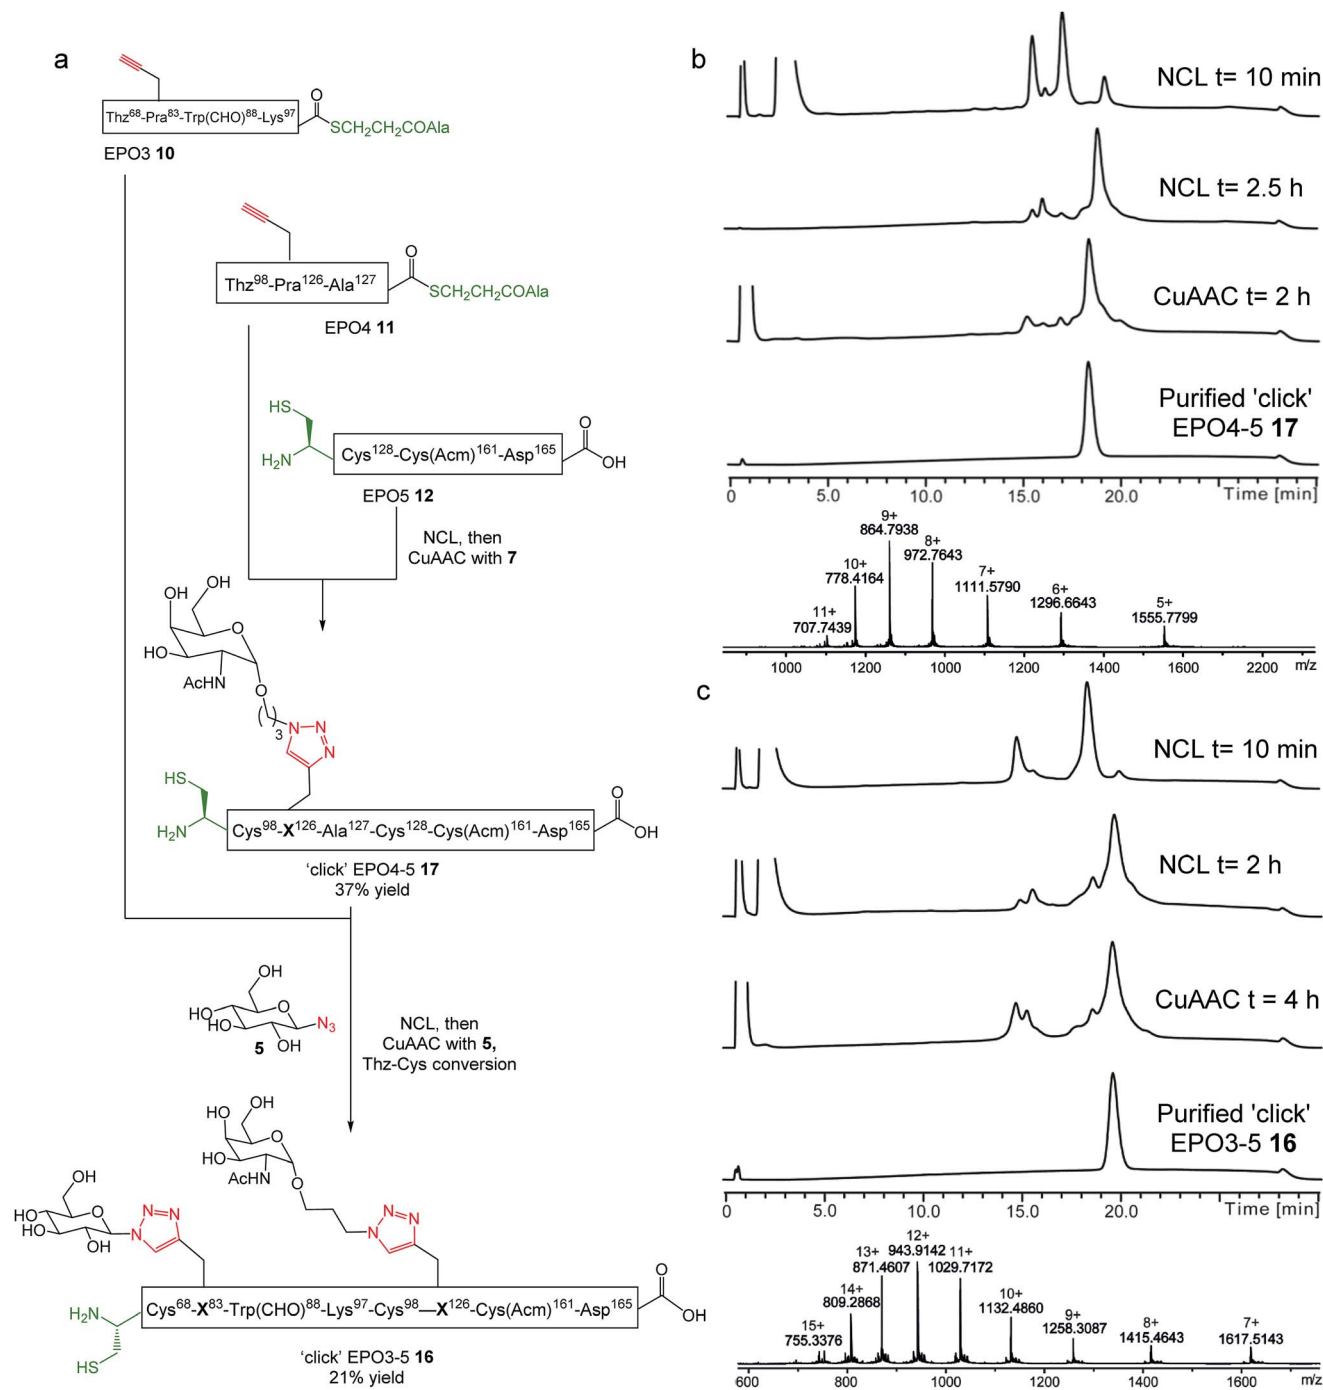 a
Thz68-Pra83-Trp(CHO)88-Lys97
O
SCH2CH2COAla
EPO3 10
Thz98-Pra126-Ala127
O
SCH2CH2COAla
EPO4 11
HS
H2N
Cys128-Cys(Acm)161-Asp165
O
OH
EPO5 12
NCL, then
CuAAC with 7
OH
OH
O
HO
AcHN
O
3
N
N
N
HS
H2N
Cys98-X126-Ala127-Cys128-Cys(Acm)161-Asp165
O
OH
'click' EPO4-5 17
37% yield
OH
HO
O
HO
N3
OH
5
NCL, then
CuAAC with 5,
Thz-Cys conversion
OH
HO
O
HO
AcHN
O
N
N
N
OH
HO
O
HO
OH
N
N
N
H2N
HS
Cys68-X83-Trp(CHO)88-Lys97-Cys98—X126-Cys(Acm)161-Asp165
O
OH
'click' EPO3-5 16
21% yield
b
NCL t= 10 min
NCL t= 2.5 h
CuAAC t= 2 h
Purified 'click'
EPO4-5 17
0 5.0 10.0 15.0 20.0 Time [min]
11+
707.7439
10+
778.4164
9+
864.7938
8+
972.7643
7+
1111.5790
6+
1296.6643
5+
1555.7799
1000 1200 1000 1200 1400 1600 2200 m/z
c
NCL t= 10 min
NCL t= 2 h
CuAAC t = 4 h
Purified 'click'
EPO3-5 16
0 5.0 10.0 15.0 20.0 Time [min]
15+
755.3376
14+
809.2868
13+
871.4607
12+
943.9142
11+
1029.7172
10+
1132.4860
9+
1258.3087
8+
1415.4643
7+
1617.5143
600 800 1000 1200 1400 1600 m/z